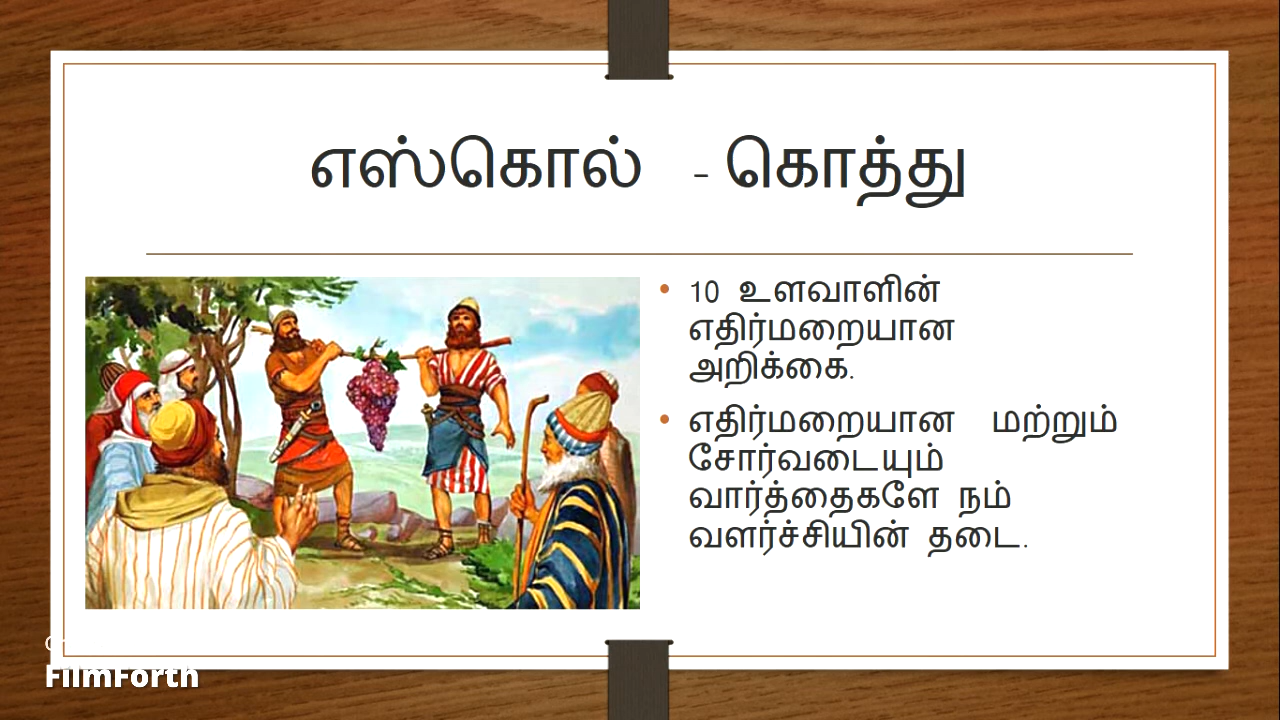 எஸ்கொல் - கொத்து
10 உளவாளின்
எதிர்மறையான
அறிக்கை.
எதிர்மறையான மற்றும்
சோர்வடையும்
வார்த்தைகளே நம்
வளர்ச்சியின் தடை.
FilmForth